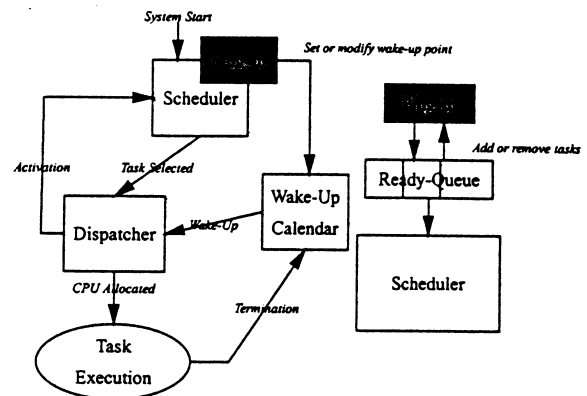 System Start
Set or modify wake-up point
Scheduler
Activation
Task Selected
Add or remove tasks
Ready-Queue
Wake-Up
Calendar
Dispatcher
Wake-Up
Scheduler
CPU Allocated
Termination
Task
Execution